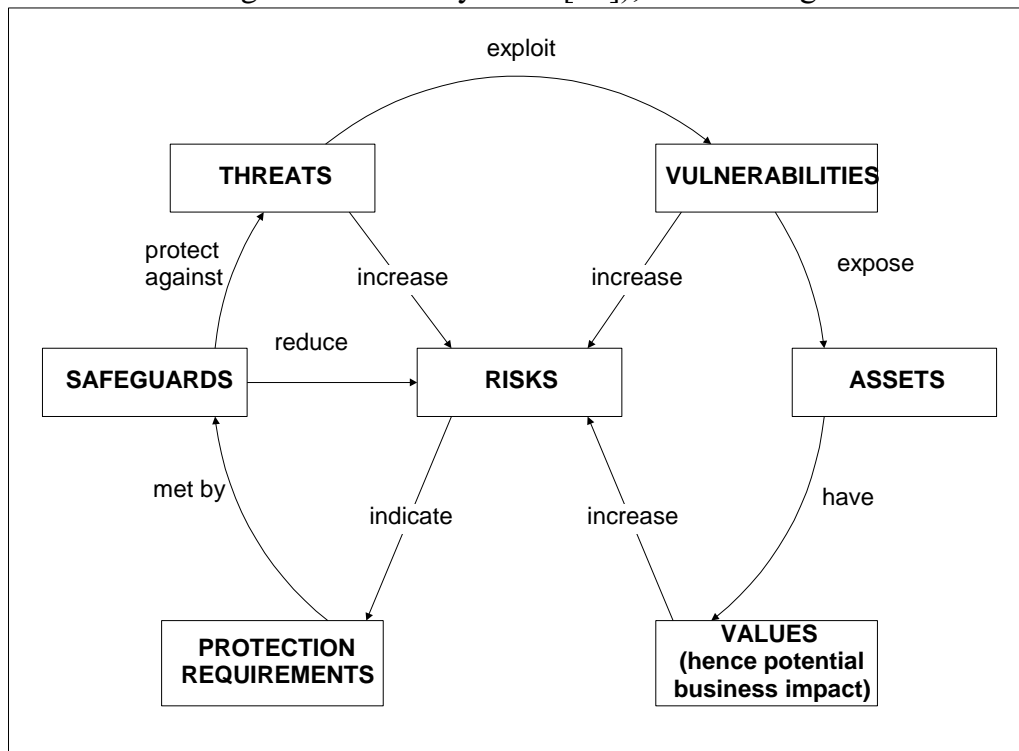 exploit
THREATS
VULNERABILITIES
protect
against
increase
increase
expose
reduce
SAFEGUARDS
RISKS
ASSETS
met by
indicate
increase
have
PROTECTION
REQUIREMENTS
VALUES
(hence potential
business impact)